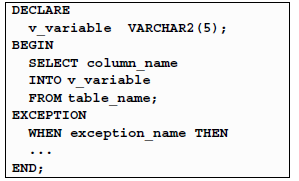 DECLARE
v_variable VARCHAR2(5);
BEGIN
SELECT column_name
INTO v_variable
FROM table_name;
EXCEPTION
WHEN exception_name THEN
...
END;